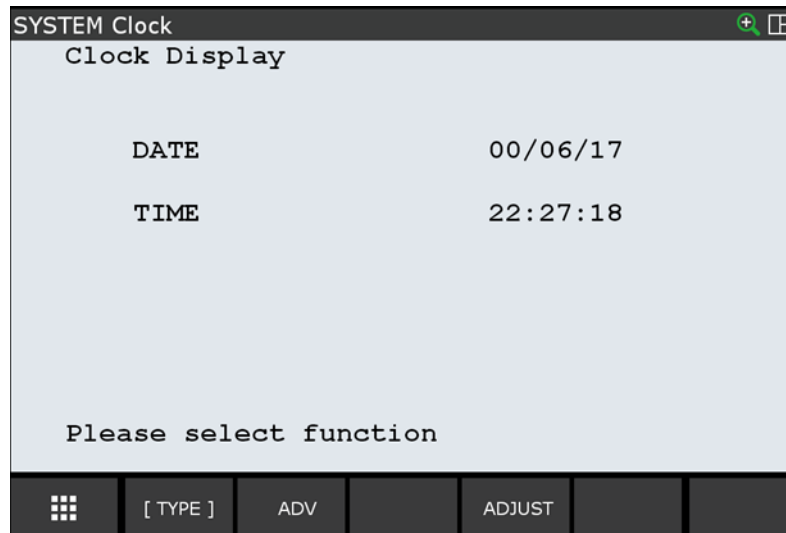 SYSTEM Clock
Clock Display
DATE 00/06/17
TIME 22:27:18
Please select function
[ TYPE ] ADV ADJUST